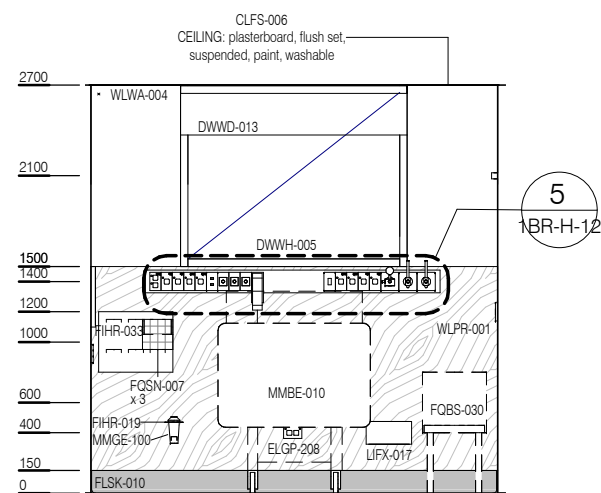 CLFS-006
CEILING: plasterboard, flush set,
suspended, paint, washable
2700
WLWA-004
DWWD-013
2100
5
1BR-H-12
DWWH-005
1500
1400
1200
1000
FIHR-033
WLPR-001
FQSN-007
x 3
MMBE-010
600
FQBS-030
400
FIHR-019
MMGE-100
ELGP-208
LIFX-017
150
FLSK-010
0